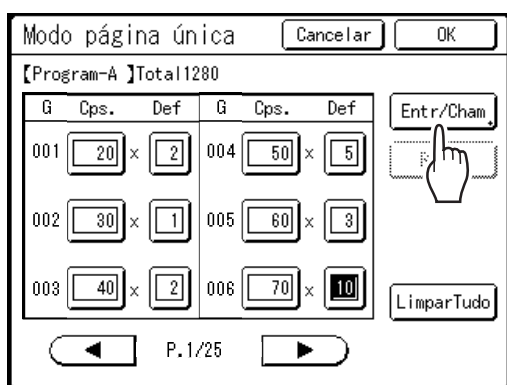 Modo página única Cancelar OK
【Program-A 】Total1280
G Cps. Def G Cps. Def Entr/Cham
001 20 × 2 004 50 × 5
002 30 × 1 005 60 × 3
003 40 × 2 006 70 × 10 LimparTudo
◀ P.1/25 ▶